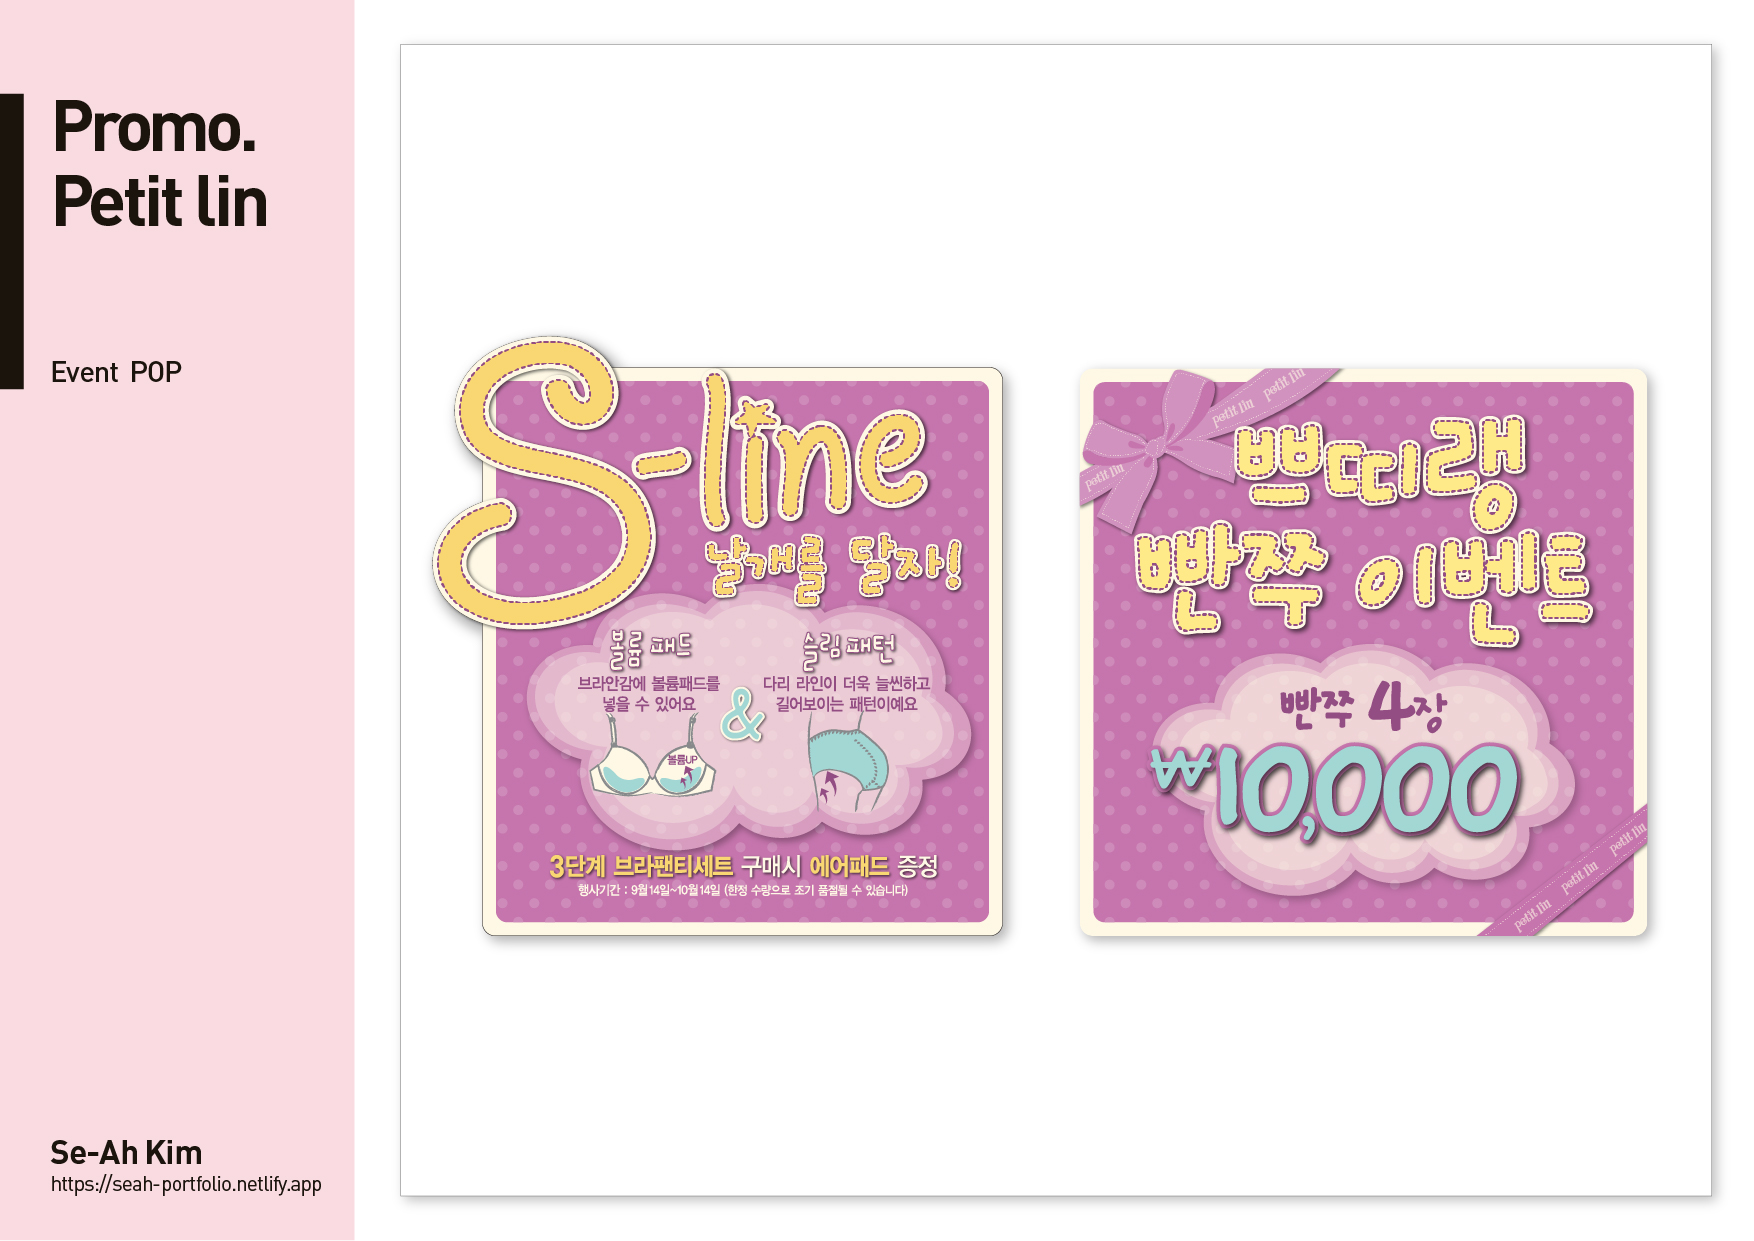 Promo.
Petit lin
Event POP
Se-Ah Kim
https://seah-portfolio.netlify.app
S-line
날개를 달자!
볼륨 패드
브라안감에 볼륨패드를
넣을 수 있어요
볼륨UP
&
슬림 패턴
다리 라인이 더욱 늘씬하고
길어보이는 패턴이예요
3단계 브라팬티세트 구매시 에어패드 증정
행사기간 : 9월14일~10월14일 (한정 수량으로 조기 품절될 수 있습니다)
petit lin petit lin
petit lin
쁘띠랭
빤쭈 이벤트
빤쭈 4장
₩10,000
petit lin petit lin petit lin